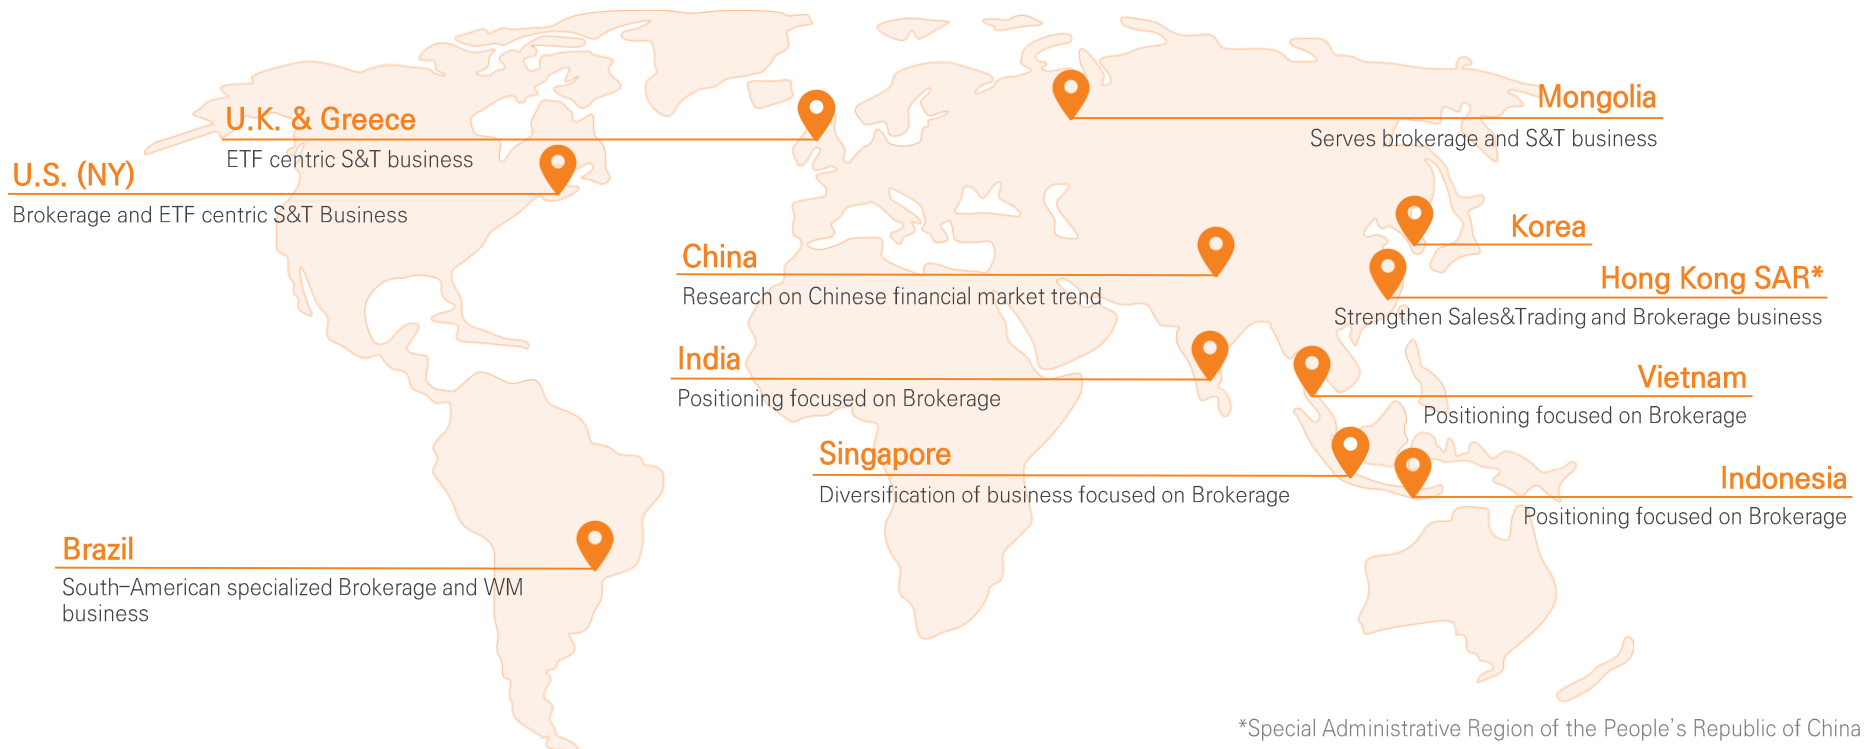 U.K. & Greece
ETF centric S&T business
U.S. (NY)
Brokerage and ETF centric S&T Business
Mongolia
Serves brokerage and S&T business
Korea
China
Research on Chinese financial market trend
Hong Kong SAR*
Strengthen Sales&Trading and Brokerage business
India
Positioning focused on Brokerage
Vietnam
Positioning focused on Brokerage
Singapore
Diversification of business focused on Brokerage
Indonesia
Positioning focused on Brokerage
Brazil
South–American specialized Brokerage and WM
business
*Special Administrative Region of the People's Republic of China